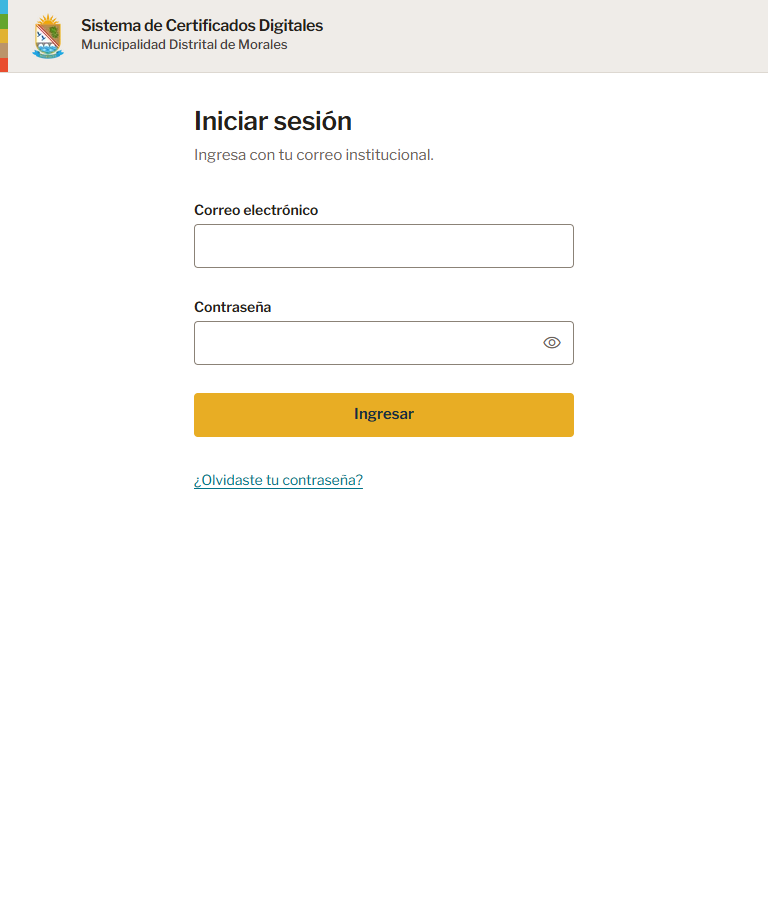 Sistema de Certificados Digitales
Municipalidad Distrital de Morales
Iniciar sesión
Ingresa con tu correo institucional.
Correo electrónico
Contraseña
Ingresar
¿Olvidaste tu contraseña?